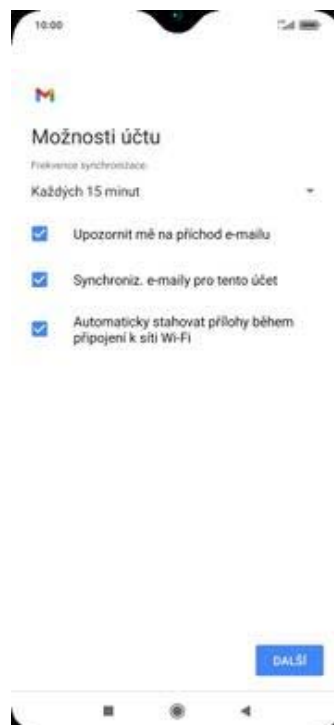 10:00
Možnosti účtu
Frekvence synchronizace
Každých 15 minut
Upozornit mě na příchod e-mailu
Synchroniz. e-maily pro tento účet
Automaticky stahovat přílohy během
připojení k síti Wi-Fi
DALŠÍ